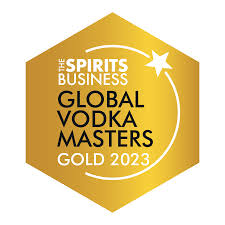 THE SPIRITS
BUSINESS
GLOBAL
VODKA
MASTERS
GOLD 2023